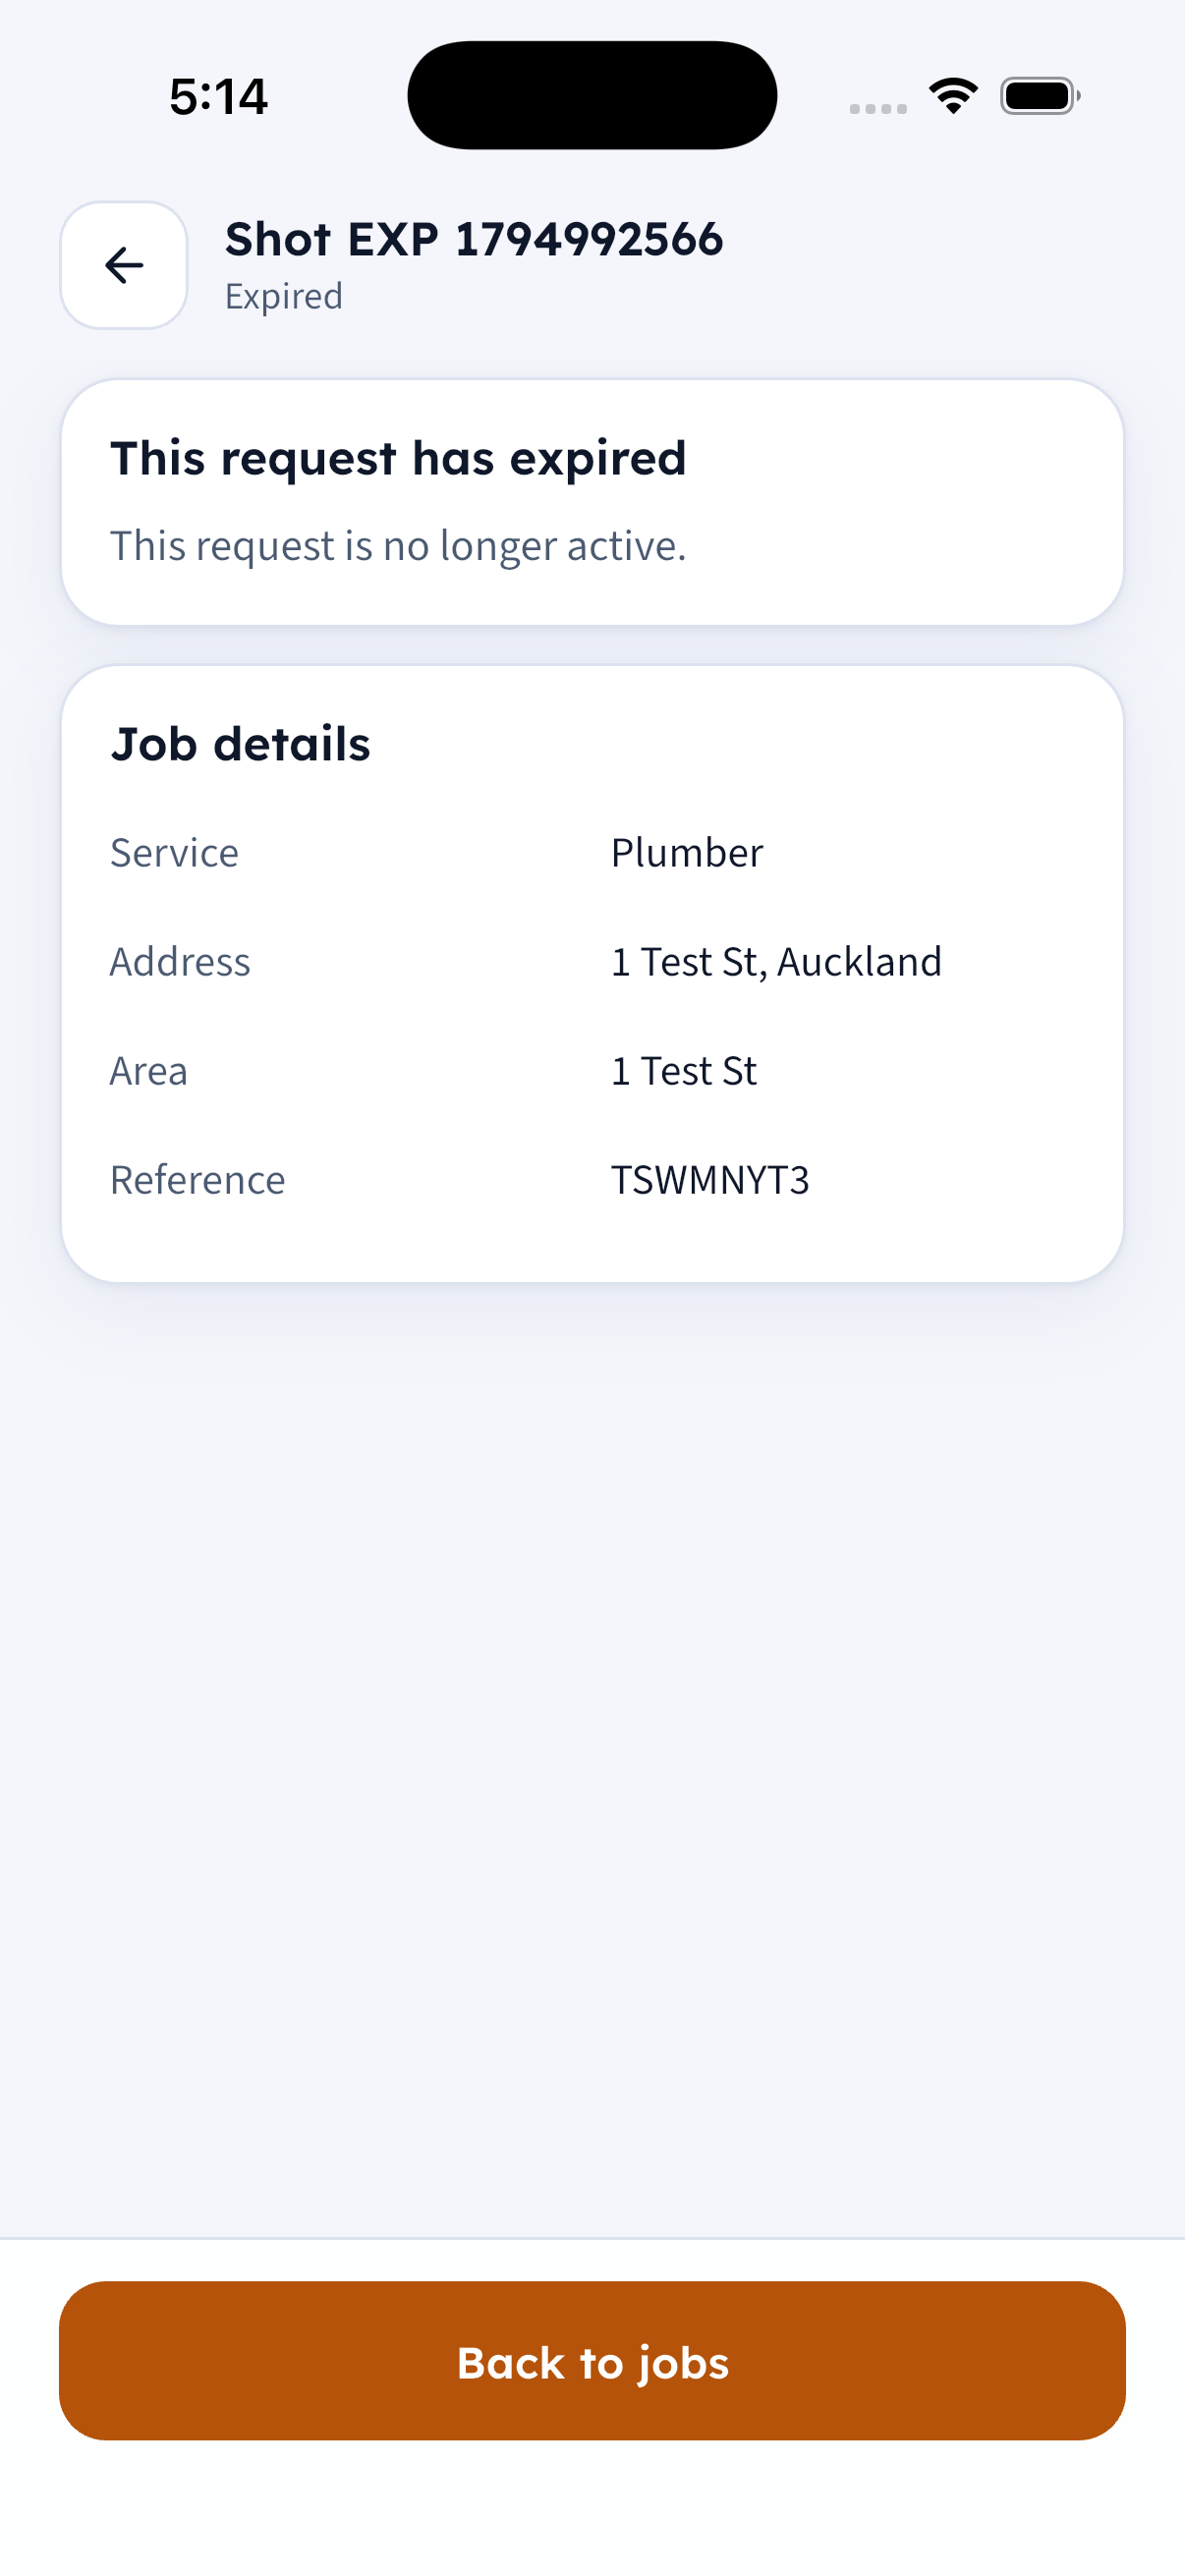 5:14
Shot EXP 1794992566
Expired
This request has expired
This request is no longer active.
Job details
Service Plumber
Address 1 Test St, Auckland
Area 1 Test St
Reference TSWMNYT3
Back to jobs